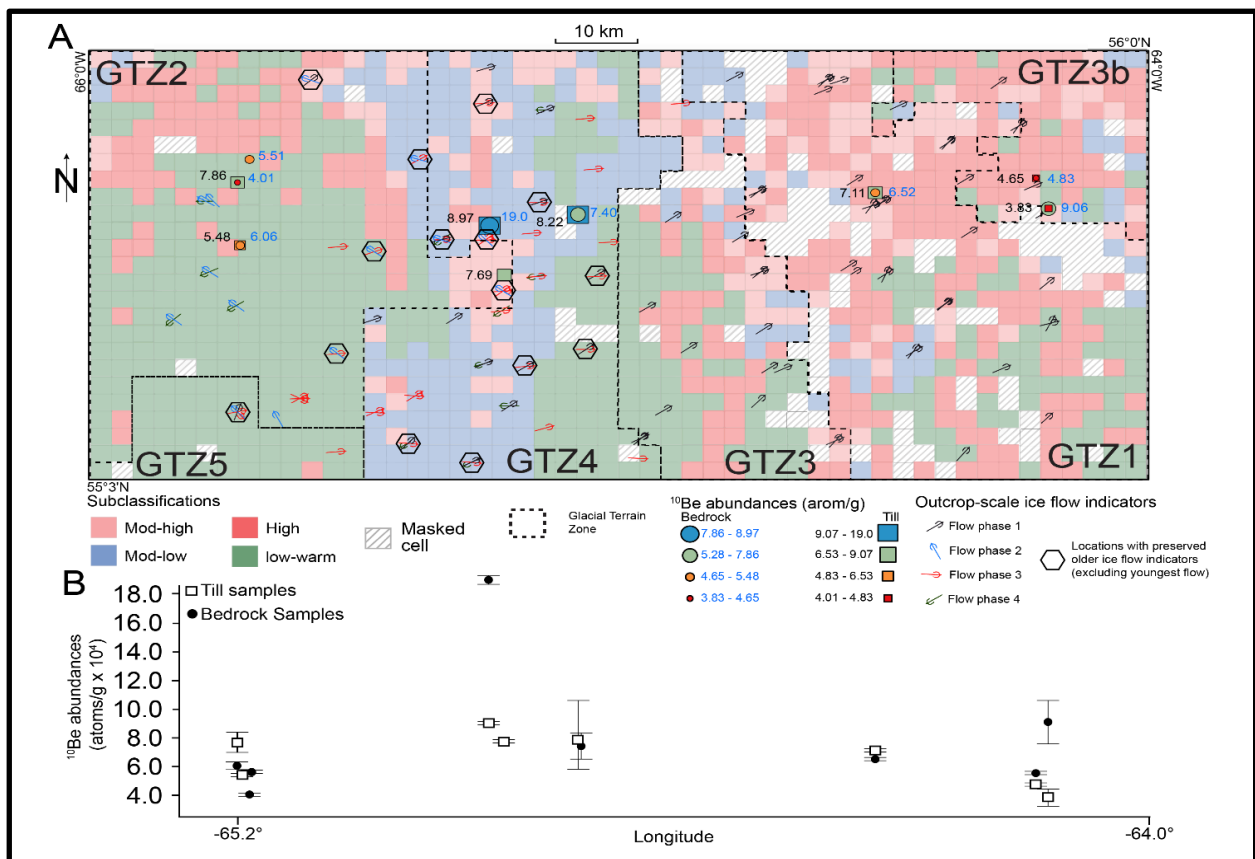 A
10 km
56°0'N
66°0'W
64°0'W
GTZ2
GTZ3b
5.51
7.86
4.01
N
4.65
4.83
7.11
6.52
3.83
9.06
8.97
19.0
8.22
7.40
5.48
6.06
7.69
GTZ5
GTZ4
GTZ3
GTZ1
55°3'N
Subclassifications
Mod-high
High
Mod-low
low-warm
Masked
cell
Glacial Terrain
Zone
¹⁰Be abundances (arom/g)
Bedrock
Till
7.86 - 8.97
9.07 - 19.0
5.28 - 7.86
6.53 - 9.07
4.65 - 5.48
4.83 - 6.53
3.83 - 4.65
4.01 - 4.83
Outcrop-scale ice flow indicators
Flow phase 1
Flow phase 2
Flow phase 3
Flow phase 4
Locations with preserved
older ice flow indicators
(excluding youngest flow)
B
Till samples
Bedrock Samples
18.0
16.0
14.0
12.0
10.0
8.0
6.0
4.0
¹⁰Be abundances
(atoms/g x 10⁴)
-65.2°
Longitude
-64.0°